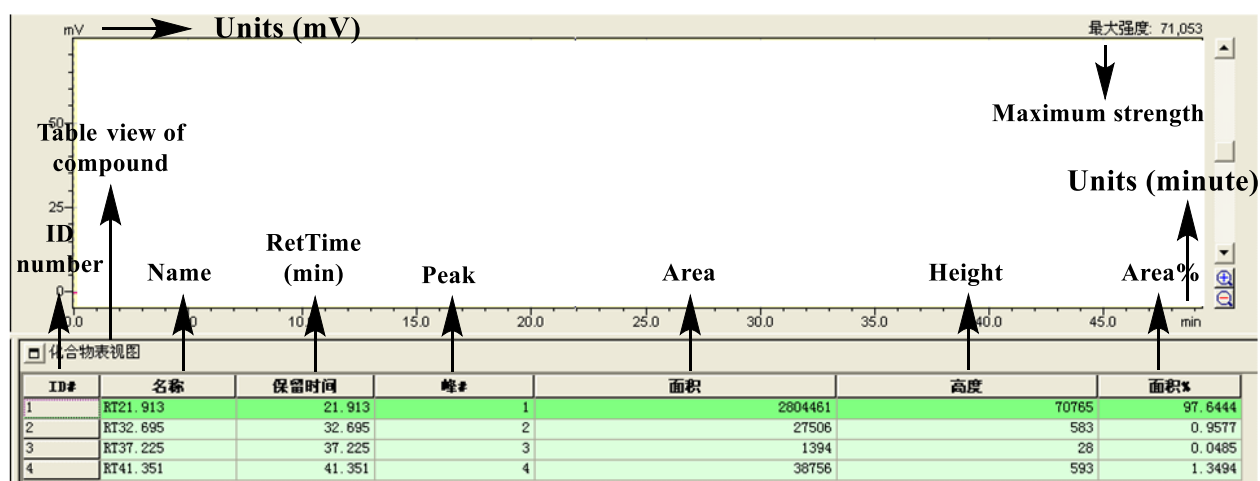 mV
Units (mV)
最大强度: 71,053
Maximum strength
50
Table view of
compound
Units (minute)
25
ID
number
Name
RetTime
(min)
Peak
Area
Height
Area%
0
10.0
15.0
20.0
25.0
30.0
35.0
40.0
45.0
min
化合物表视图
ID# 名称 保留时间 峰# 面积 高度 面积%
1 RT21.913 21.913 1 2804461 70765 97.6444
2 RT32.695 32.695 2 27506 583 0.9577
3 RT37.225 37.225 3 1394 28 0.0485
4 RT41.351 41.351 4 38756 593 1.3494